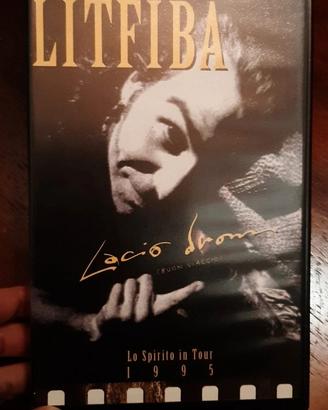 LITFIBA
Lacio drom
(BUON VIAGGIO)
Lo Spirito in Tour
1995